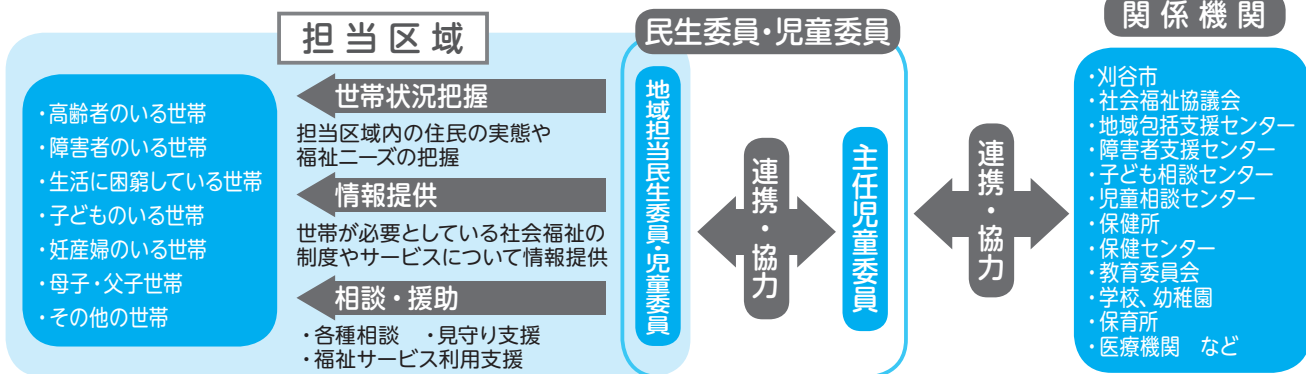 担当区域
・高齢者のいる世帯
・障害者のいる世帯
・生活に困窮している世帯
・子どものいる世帯
・妊産婦のいる世帯
・母子・父子世帯
・その他の世帯
世帯状況把握
担当区域内の住民の実態や
福祉ニーズの把握
情報提供
世帯が必要としている社会福祉の
制度やサービスについて情報提供
相談・援助
・各種相談　・見守り支援
・福祉サービス利用支援
民生委員・児童委員
地域担当民生委員・児童委員
連携・協力
主任児童委員
連携・協力
関係機関
・刈谷市
・社会福祉協議会
・地域包括支援センター
・障害者支援センター
・子ども相談センター
・児童相談センター
・保健所
・保健センター
・教育委員会
・学校、幼稚園
・保育所
・医療機関　など